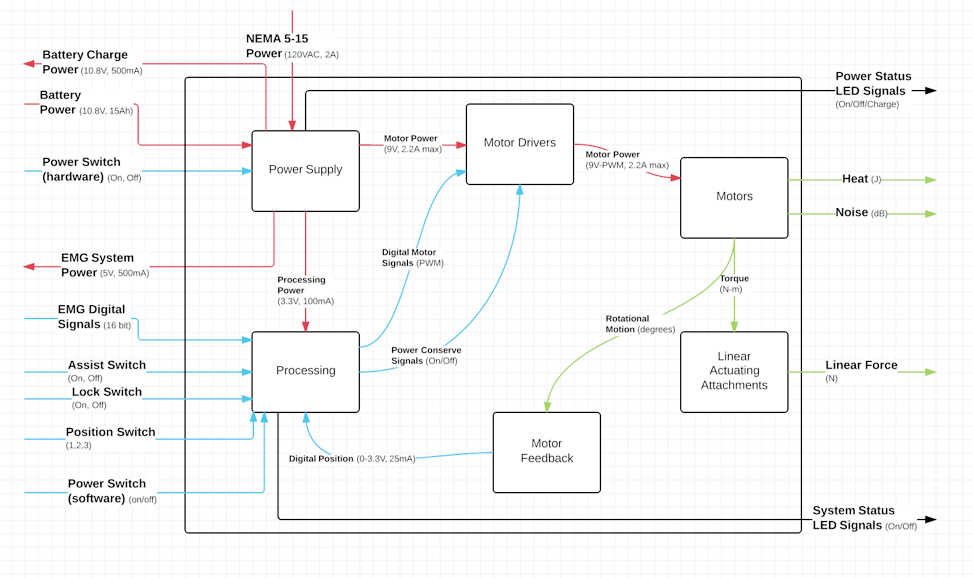 NEMA 5-15
Power (120VAC, 2A)
Battery Charge
Power (10.8V, 500mA)
Battery
Power (10.8V, 15Ah)
Power Switch
(hardware) (On, Off)
EMG System
Power (5V, 500mA)
EMG Digital
Signals (16 bit)
Assist Switch
(On, Off)
Lock Switch
(On, Off)
Position Switch
(1,2,3)
Power Switch
(software) (on/off)
Power Supply
Motor Power
(9V, 2.2A max)
Motor Drivers
Motor Power
(9V-PWM, 2.2A max)
Motors
Power Status
LED Signals
(On/Off/Charge)
Heat (J)
Noise (dB)
Digital Motor
Signals (PWM)
Processing
Power
(3.3V, 100mA)
Torque
(N-m)
Rotational
Motion (degrees)
Processing
Power Conserve
Signals (On/Off)
Linear
Actuating
Attachments
Linear Force
(N)
Digital Position (0-3.3V, 25mA)
Motor
Feedback
System Status
LED Signals (On/Off)